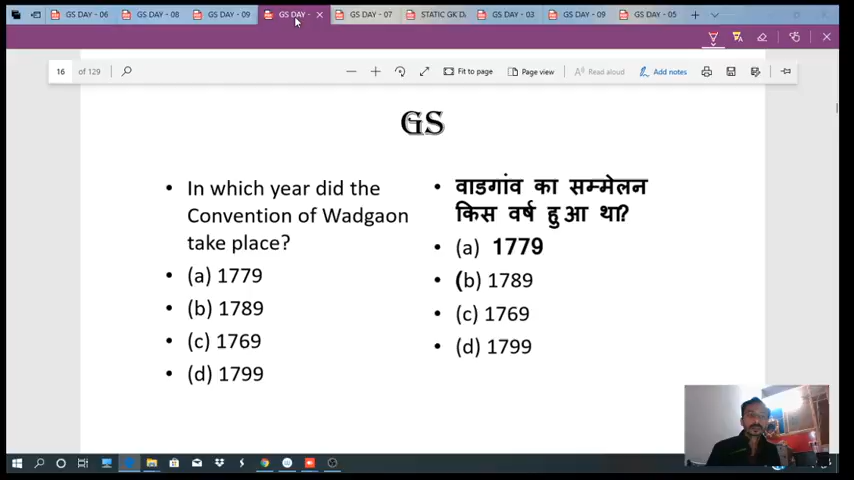 GS DAY - 06
GS DAY - 08
GS DAY - 09
GS DAY -
GS DAY - 07
STATIC GK D
GS DAY - 03
GS DAY - 09
GS DAY - 05
16 of 129
Fit to page
Page view
Read aloud
Add notes
GS
• In which year did the
Convention of Wadgaon
take place?
• (a) 1779
• (b) 1789
• (c) 1769
• (d) 1799
• वाडगांव का सम्मेलन
किस वर्ष हुआ था?
• (a) 1779
• (b) 1789
• (c) 1769
• (d) 1799